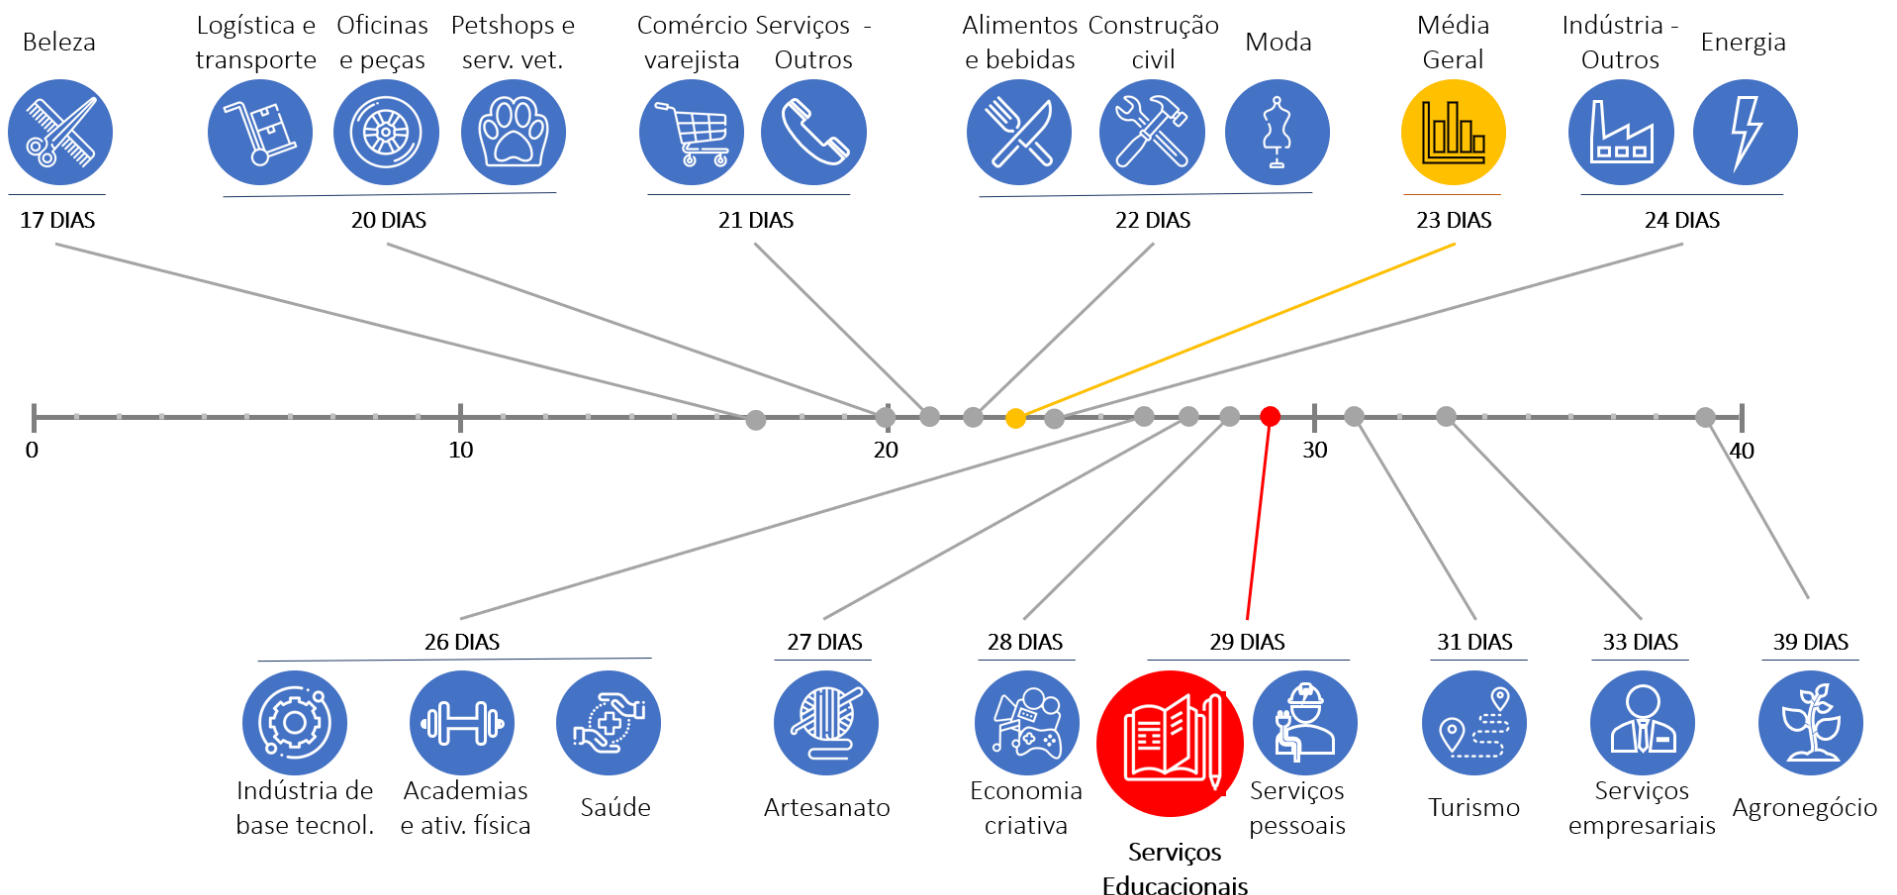 Beleza
Logística e
transporte
Oficinas
e peças
Petshops e
serv. vet.
Comércio
varejista
Serviços -
Outros
Alimentos
e bebidas
Construção
civil
Moda
Média
Geral
Indústria -
Outros
Energia
17 DIAS
20 DIAS
21 DIAS
22 DIAS
23 DIAS
24 DIAS
0
10
20
30
40
26 DIAS
27 DIAS
28 DIAS
29 DIAS
31 DIAS
33 DIAS
39 DIAS
Indústria de
base tecnol.
Academias
e ativ. física
Saúde
Artesanato
Economia
criativa
Serviços
Educacionais
Serviços
pessoais
Turismo
Serviços
empresariais
Agronegócio